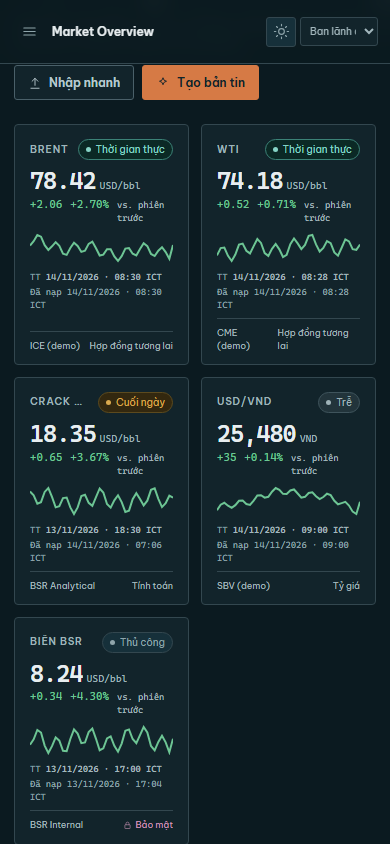 Market Overview
Nhập nhanh
Tạo bản tin
BRENT
Thời gian thực
78.42 USD/bbl
+2.06 +2.70% vs. phiên
trước
TT 14/11/2026 · 08:30 ICT
Đã nạp 14/11/2026 · 08:30
ICT
ICE (demo) Hợp đồng tương lai
WTI
Thời gian thực
74.18 USD/bbl
+0.52 +0.71% vs. phiên
trước
TT 14/11/2026 · 08:28 ICT
Đã nạp 14/11/2026 · 08:28
ICT
CME
(demo)
Hợp đồng tương
lai
CRACK ...
Cuối ngày
18.35 USD/bbl
+0.65 +3.67% vs. phiên
trước
TT 13/11/2026 · 18:30 ICT
Đã nạp 14/11/2026 · 07:06
ICT
BSR Analytical Tính toán
USD/VND
Trễ
25,480 VND
+35 +0.14% vs. phiên
trước
TT 14/11/2026 · 09:00 ICT
Đã nạp 14/11/2026 · 09:00
ICT
SBV (demo) Tỷ giá
BIÊN BSR
Thủ công
8.24 USD/bbl
+0.34 +4.30% vs. phiên
trước
TT 13/11/2026 · 17:00 ICT
Đã nạp 13/11/2026 · 17:04
ICT
BSR Internal Bảo mật